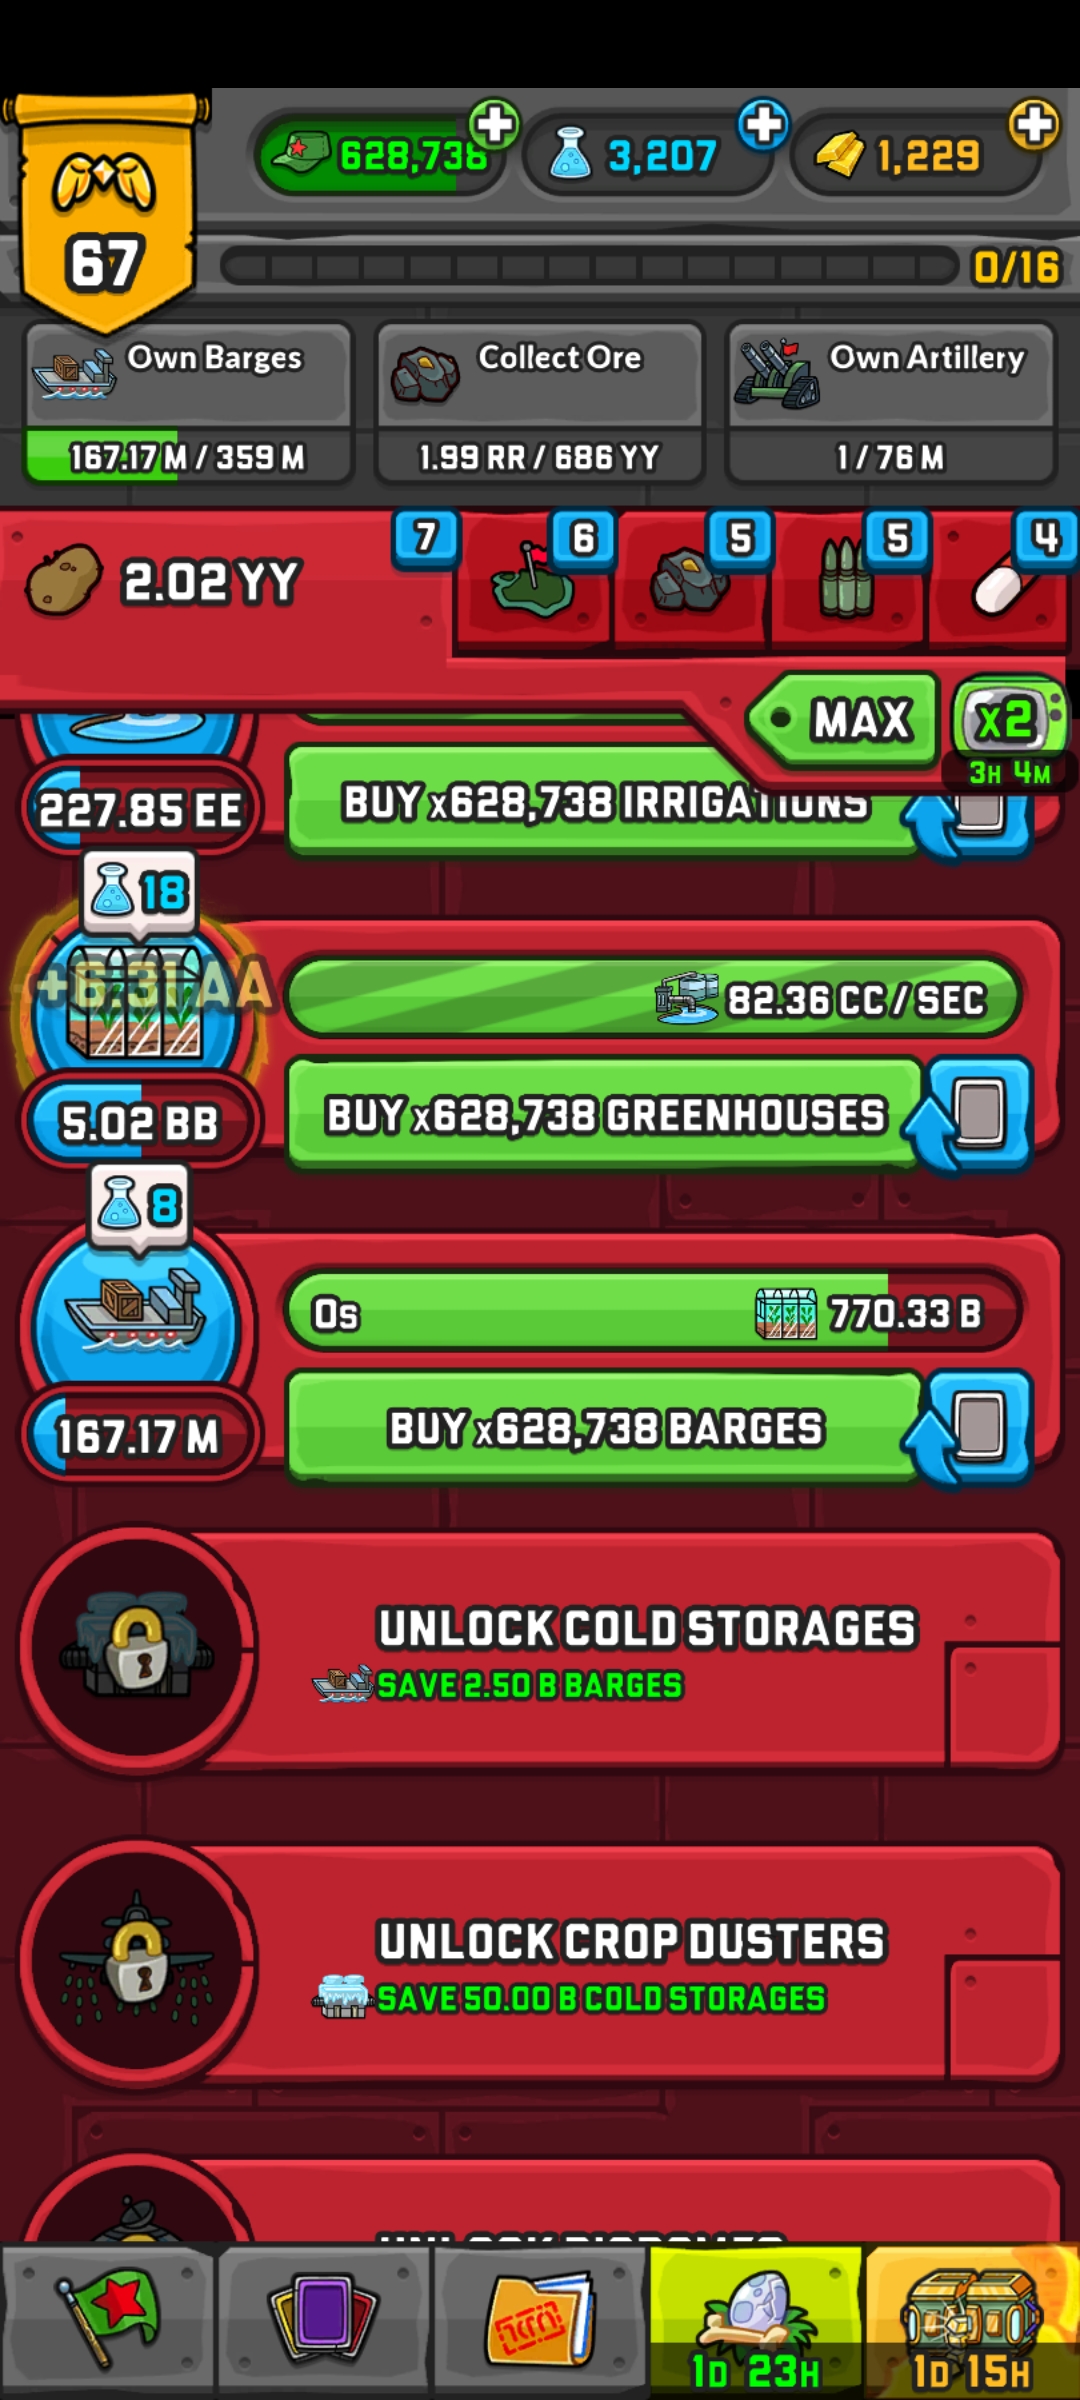 628,738
3,207
1,229
67
0/16
Own Barges
167.17 M / 359 M
Collect Ore
1.99 RR / 686 YY
Own Artillery
1 / 76 M
2.02 YY
7
6
5
5
4
MAX
x2
3H 4M
227.85 EE
BUY x628,738 IRRIGATIONS
18
+6.31 AA
82.36 CC / SEC
5.02 BB
BUY x628,738 GREENHOUSES
8
0s
770.33 B
167.17 M
BUY x628,738 BARGES
UNLOCK COLD STORAGES
SAVE 2.50 B BARGES
UNLOCK CROP DUSTERS
SAVE 50.00 B COLD STORAGES
UNLOCK
1D 23H
1D 15H